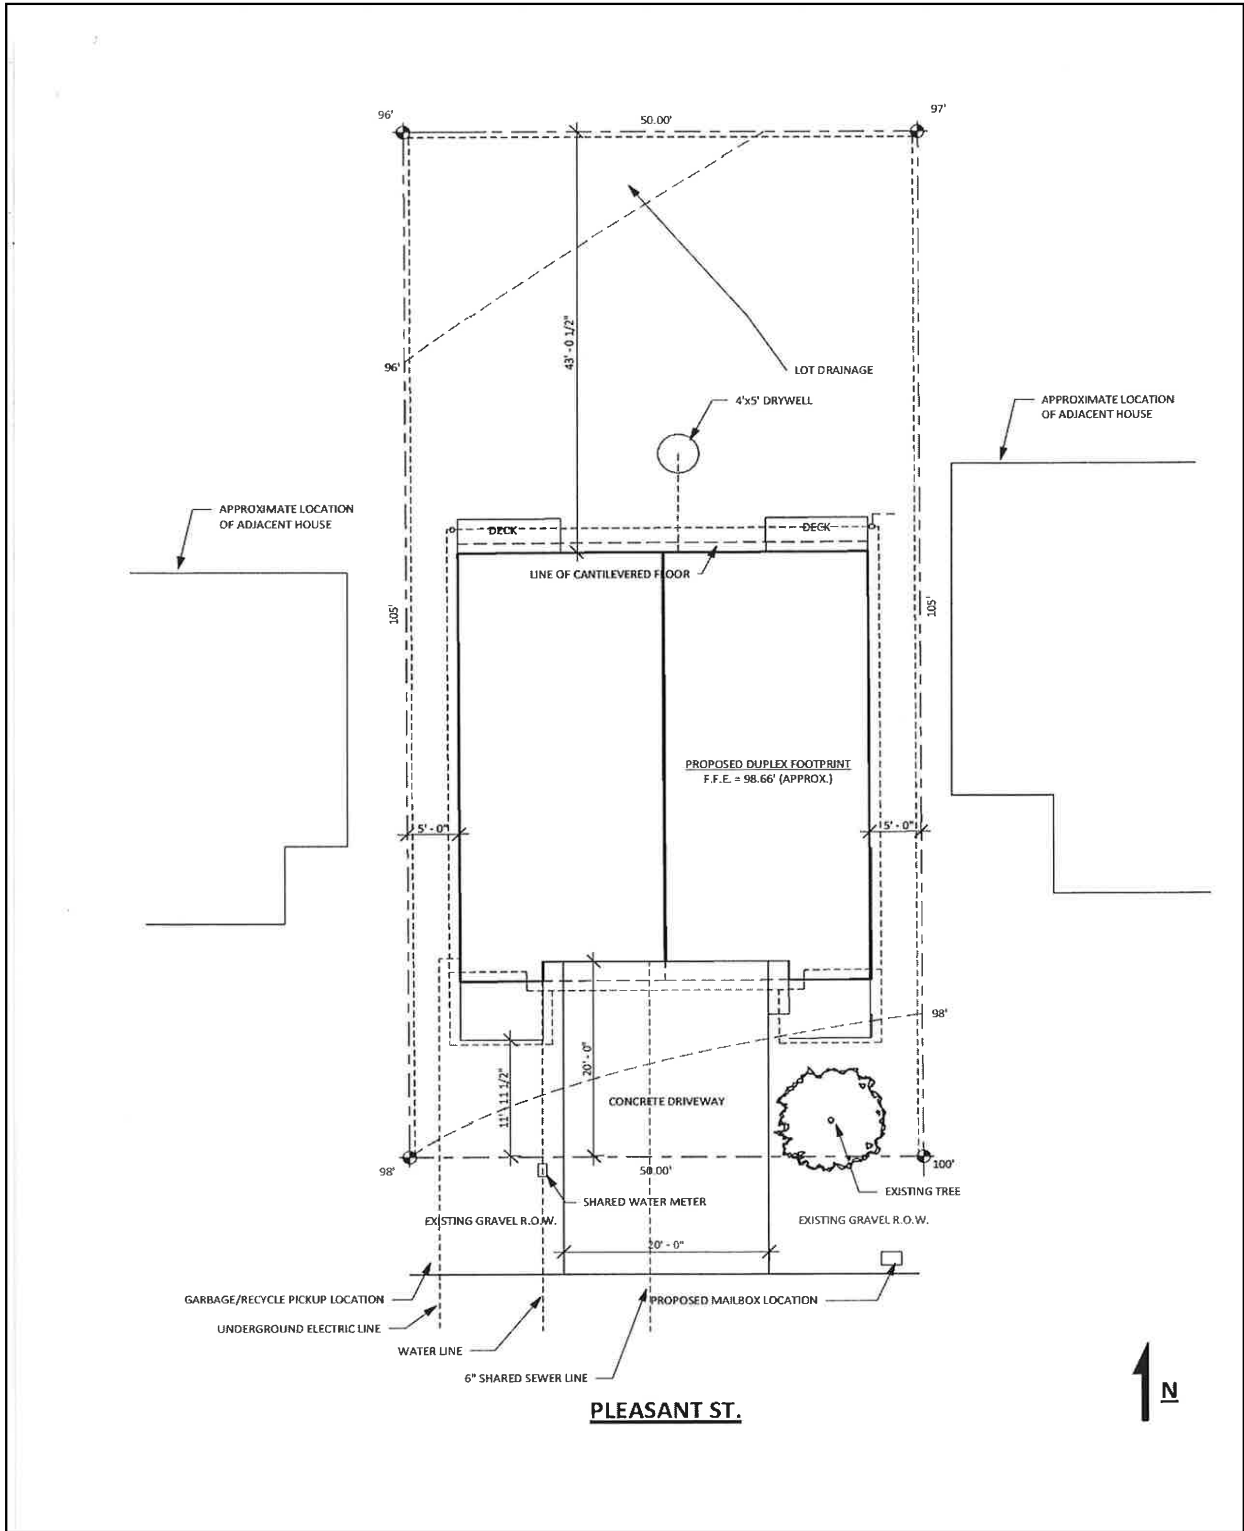 96'
50.00'
97'
43' - 0 1/2"
96'
LOT DRAINAGE
4'x5' DRYWELL
APPROXIMATE LOCATION
OF ADJACENT HOUSE
APPROXIMATE LOCATION
OF ADJACENT HOUSE
DECK
DECK
LINE OF CANTILEVERED FLOOR
105'
105'
PROPOSED DUPLEX FOOTPRINT
F.F.E. = 98.66' (APPROX.)
5' - 0"
5' - 0"
98'
20' - 0"
11' - 11 1/2"
CONCRETE DRIVEWAY
98'
50.00'
100'
EXISTING TREE
SHARED WATER METER
EXISTING GRAVEL R.O.W.
EXISTING GRAVEL R.O.W.
20' - 0"
GARBAGE/RECYCLE PICKUP LOCATION
PROPOSED MAILBOX LOCATION
UNDERGROUND ELECTRIC LINE
WATER LINE
6" SHARED SEWER LINE
PLEASANT ST.
N